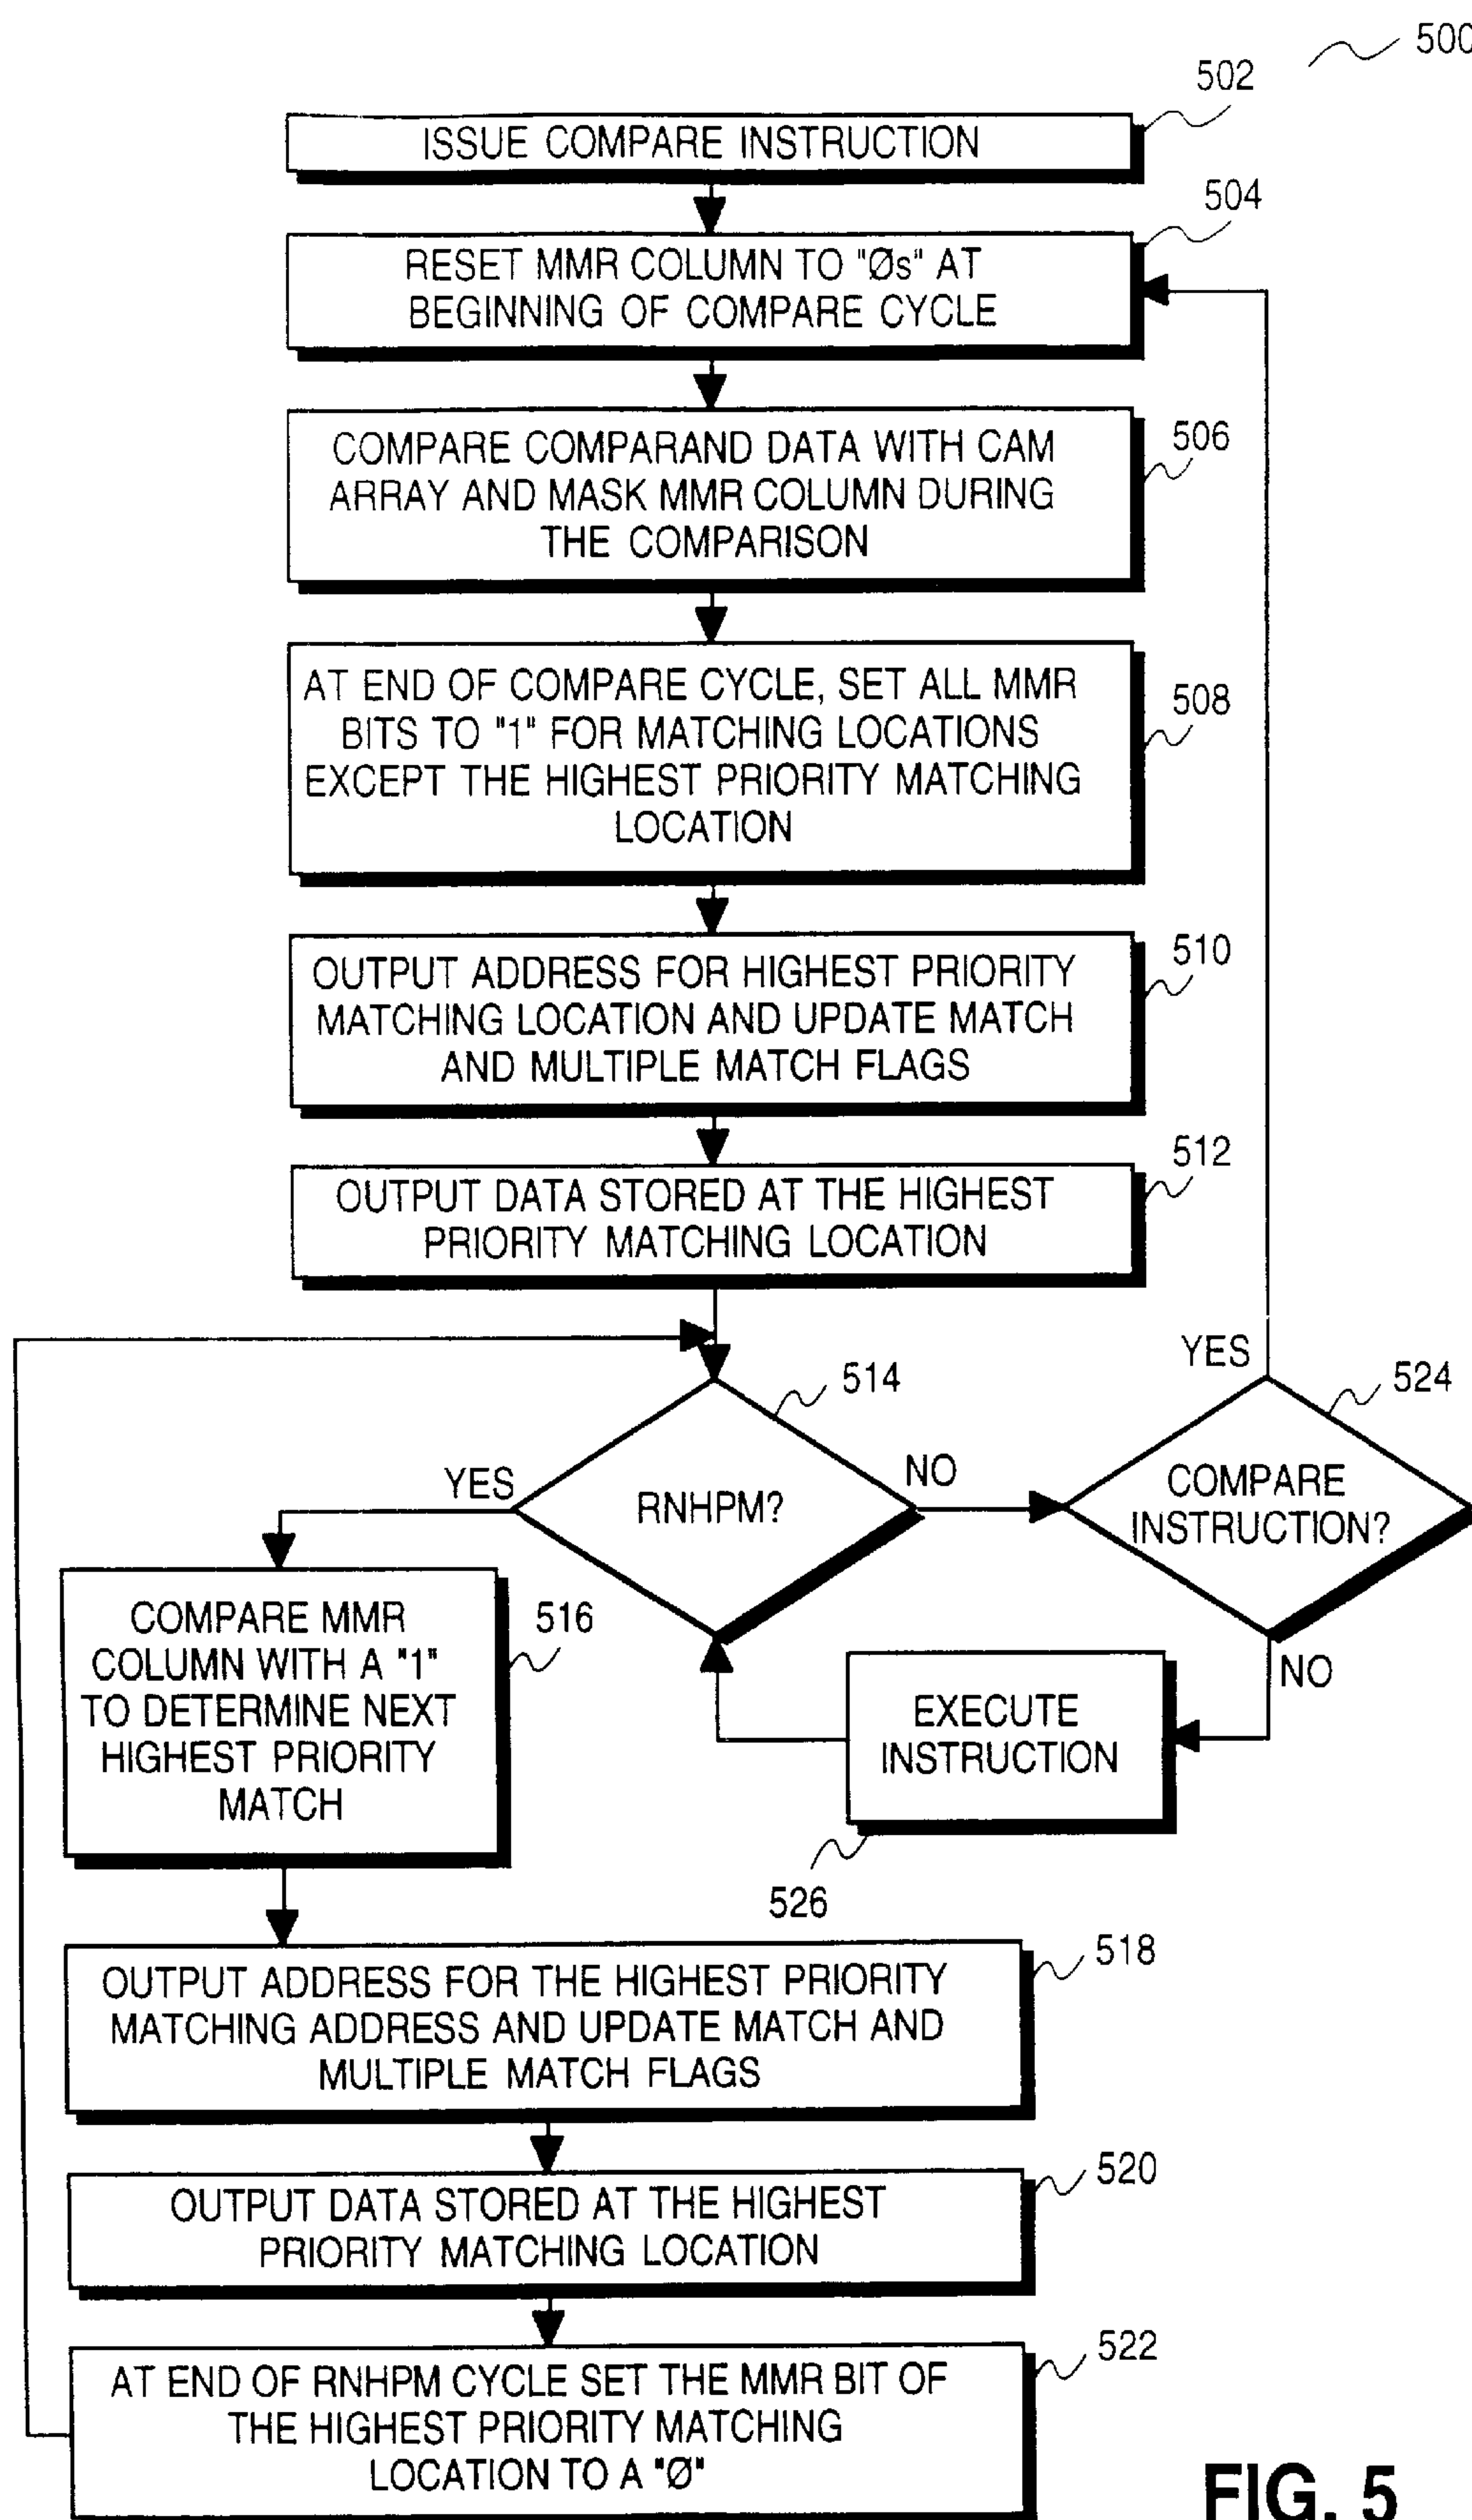 500
502
ISSUE COMPARE INSTRUCTION
504
RESET MMR COLUMN TO "Øs" AT
BEGINNING OF COMPARE CYCLE
506
COMPARE COMPARAND DATA WITH CAM
ARRAY AND MASK MMR COLUMN DURING
THE COMPARISON
508
AT END OF COMPARE CYCLE, SET ALL MMR
BITS TO "1" FOR MATCHING LOCATIONS
EXCEPT THE HIGHEST PRIORITY MATCHING
LOCATION
510
OUTPUT ADDRESS FOR HIGHEST PRIORITY
MATCHING LOCATION AND UPDATE MATCH
AND MULTIPLE MATCH FLAGS
512
OUTPUT DATA STORED AT THE HIGHEST
PRIORITY MATCHING LOCATION
514
RNHPM?
YES
NO
524
COMPARE
INSTRUCTION?
YES
NO
516
COMPARE MMR
COLUMN WITH A "1"
TO DETERMINE NEXT
HIGHEST PRIORITY
MATCH
EXECUTE
INSTRUCTION
526
518
OUTPUT ADDRESS FOR THE HIGHEST PRIORITY
MATCHING ADDRESS AND UPDATE MATCH AND
MULTIPLE MATCH FLAGS
520
OUTPUT DATA STORED AT THE HIGHEST
PRIORITY MATCHING LOCATION
522
AT END OF RNHPM CYCLE SET THE MMR BIT OF
THE HIGHEST PRIORITY MATCHING
LOCATION TO A "Ø"
FIG. 5